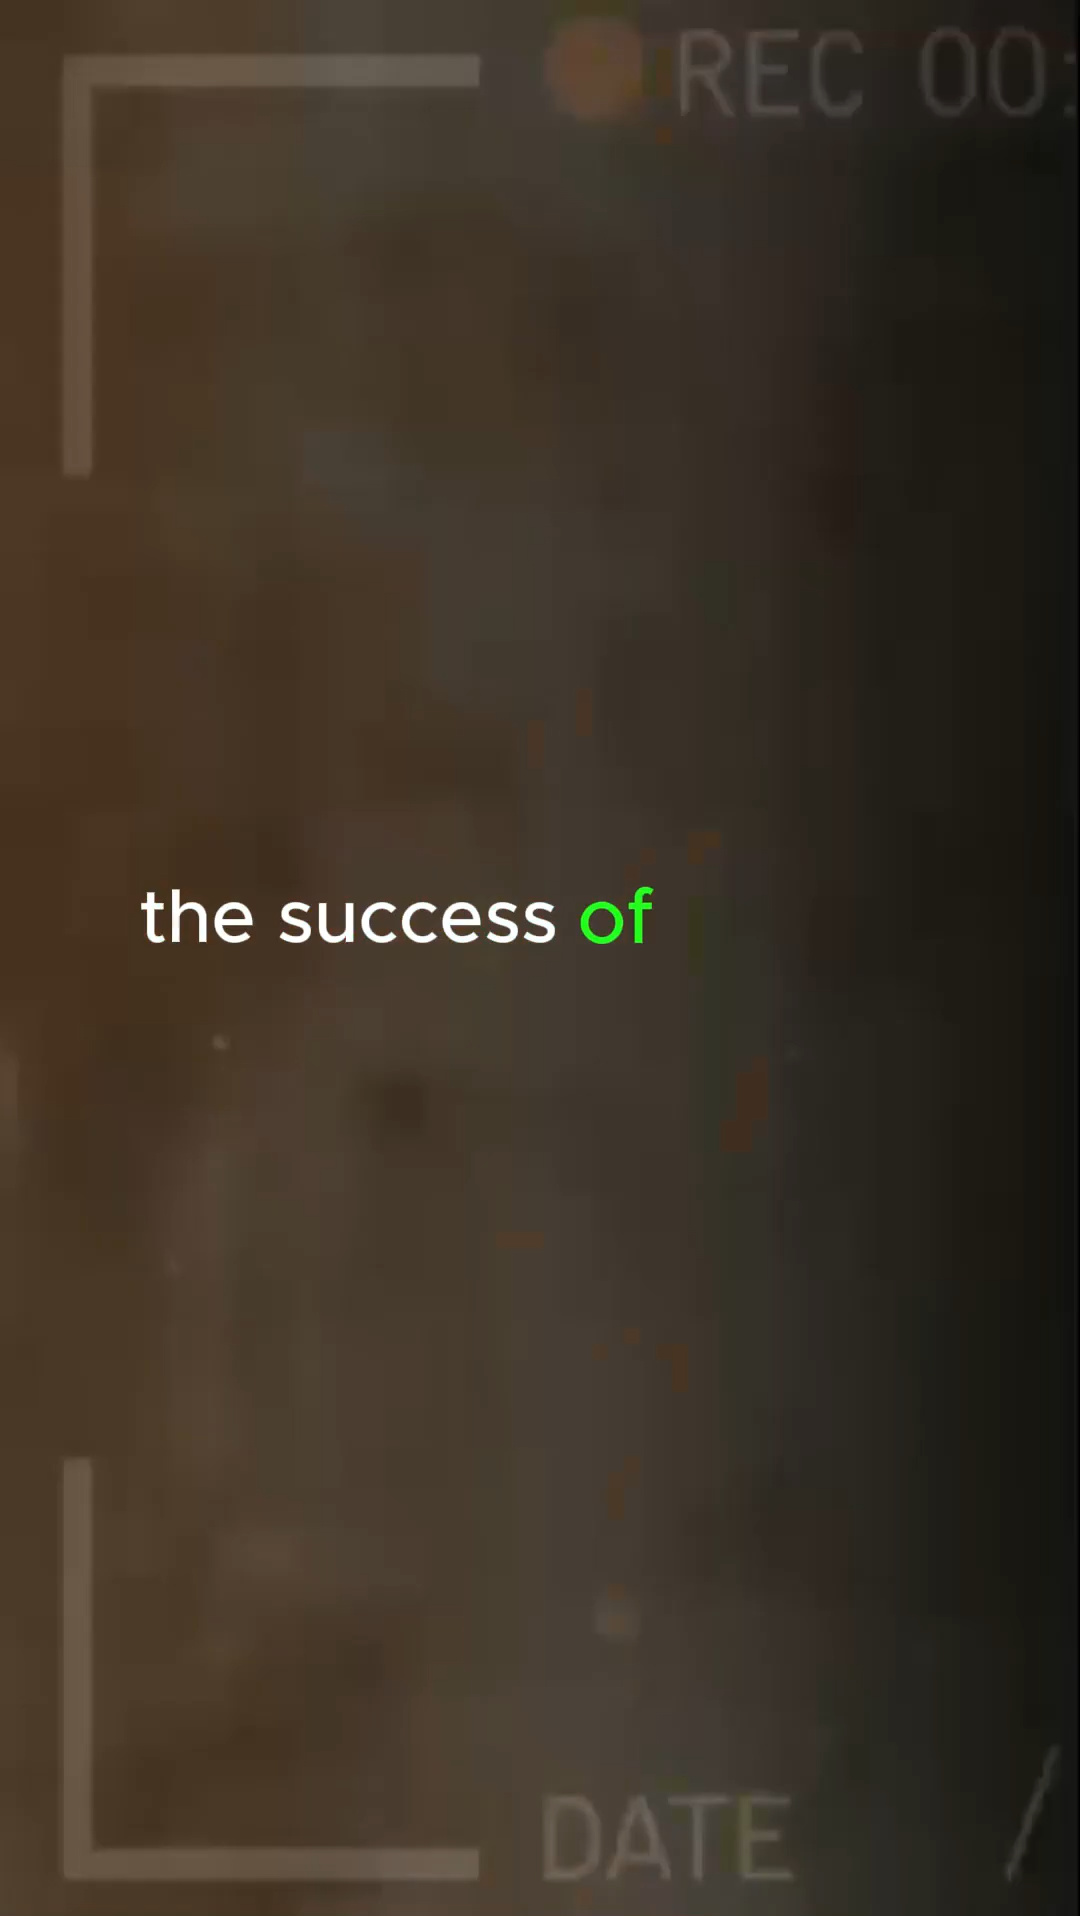 REC 00:
the success of
DATE /